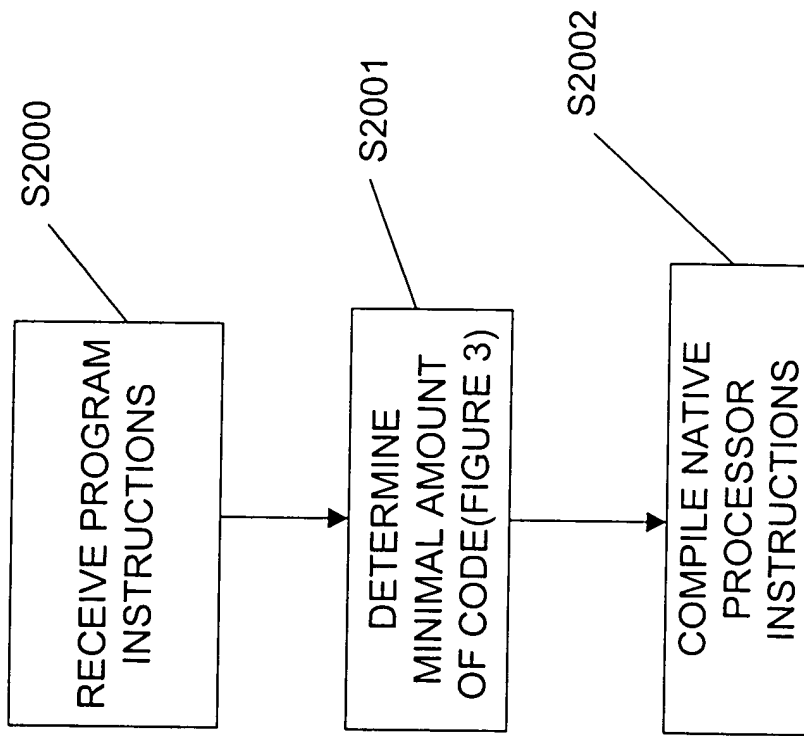 RECEIVE PROGRAM
INSTRUCTIONS
S2000
DETERMINE
MINIMAL AMOUNT
OF CODE(FIGURE 3)
S2001
COMPILE NATIVE
PROCESSOR
INSTRUCTIONS
S2002